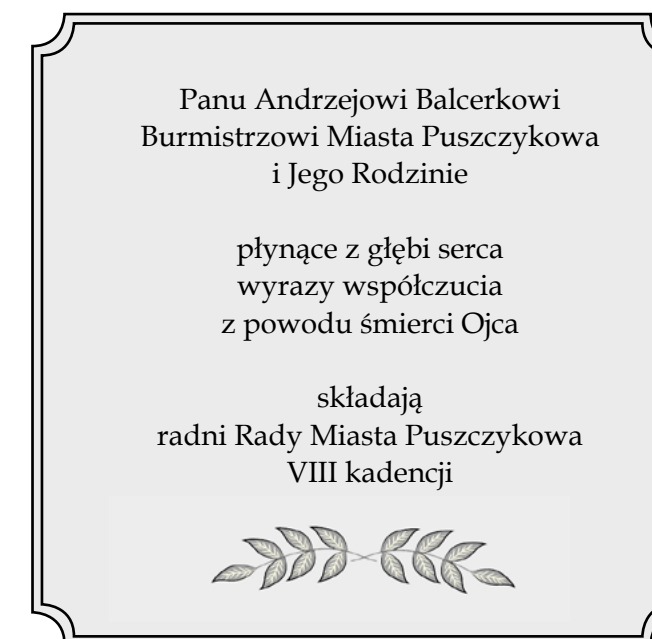 Panu Andrzejowi Balcerkowi
Burmistrzowi Miasta Puszczykowa
i Jego Rodzinie
płynące z głębi serca
wyrazy współczucia
z powodu śmierci Ojca
składają
radni Rady Miasta Puszczykowa
VIII kadencji